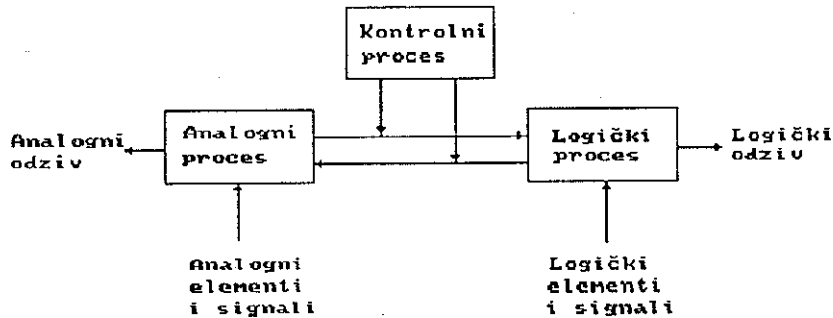 Kontrolni
proces
Analogni
odziv
Analogni
proces
Logički
proces
Logički
odziv
Analogni
elementi
i signali
Logički
elementi
i signali